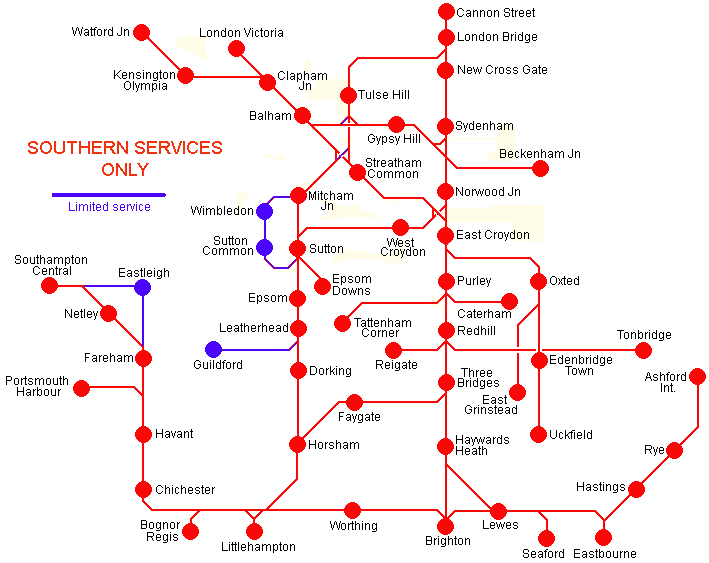 Cannon Street
Watford Jn
London Victoria
London Bridge
New Cross Gate
Kensington
Olympia
Clapham
Jn
Tulse Hill
Balham
Gypsy Hill
Sydenham
SOUTHERN SERVICES
ONLY
Beckenham Jn
Streatham
Common
Limited service
Wimbledon
Mitcham
Jn
Norwood Jn
Sutton
Common
Sutton
West
Croydon
East Croydon
Southampton
Central
Eastleigh
Epsom
Downs
Purley
Oxted
Netley
Epsom
Caterham
Leatherhead
Tattenham
Corner
Redhill
Tonbridge
Fareham
Guildford
Reigate
Edenbridge
Town
Portsmouth
Harbour
Dorking
Three
Bridges
Ashford
Int.
Faygate
East
Grinstead
Havant
Horsham
Haywards
Heath
Uckfield
Rye
Chichester
Hastings
Bognor
Regis
Littlehampton
Worthing
Brighton
Lewes
Seaford
Eastbourne